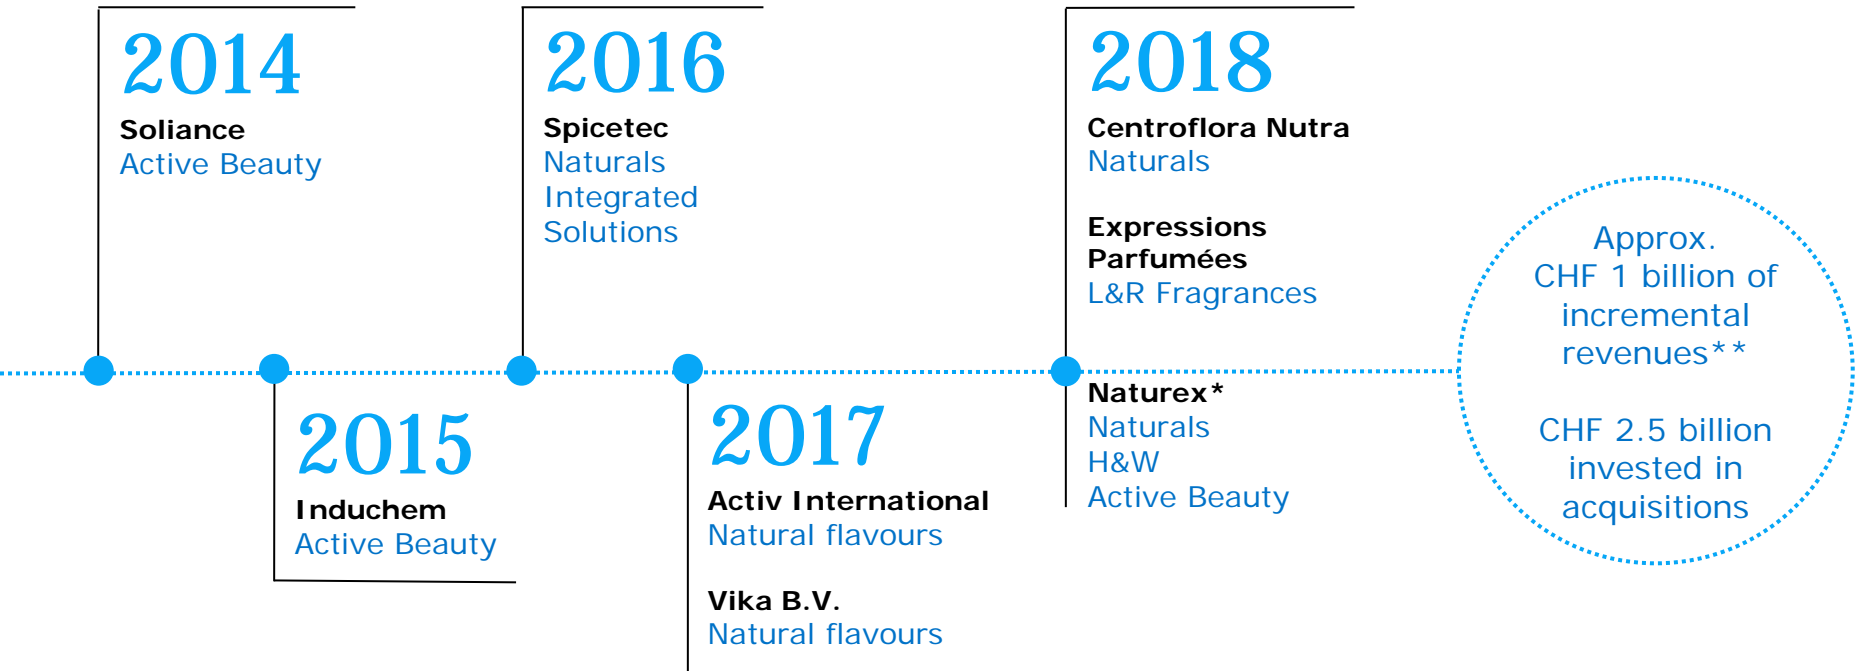 2014
Soliance
Active Beauty
2015
Induchem
Active Beauty
2016
Spicetec
Naturals
Integrated
Solutions
2017
Activ International
Natural flavours
Vika B.V.
Natural flavours
2018
Centroflora Nutra
Naturals
Expressions
Parfumées
L&R Fragrances
Naturex*
Naturals
H&W
Active Beauty
Approx.
CHF 1 billion of
incremental
revenues**
CHF 2.5 billion
invested in
acquisitions